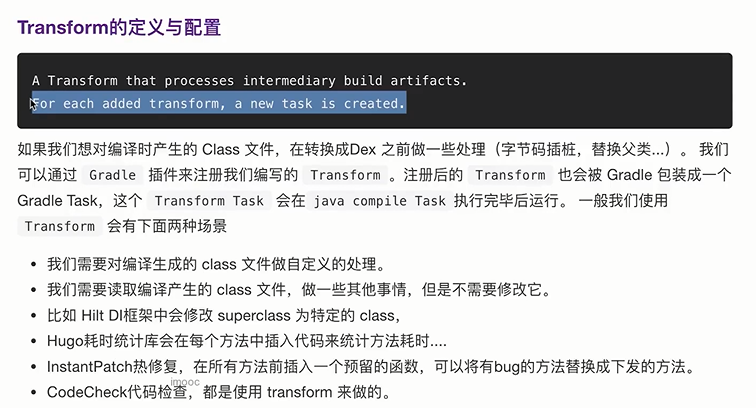 Transform的定义与配置
A Transform that processes intermediary build artifacts.
For each added transform, a new task is created.
如果我们想对编译时产生的 Class 文件，在转换成Dex 之前做一些处理（字节码插桩，替换父类...）。 我们
可以通过 Gradle 插件来注册我们编写的 Transform 。注册后的 Transform 也会被 Gradle 包装成一个
Gradle Task，这个 Transform Task 会在 java compile Task 执行完毕后运行。 一般我们使用
Transform 会有下面两种场景
• 我们需要对编译生成的 class 文件做自定义的处理。
• 我们需要读取编译产生的 class 文件，做一些其他事情，但是不需要修改它。
• 比如 Hilt DI框架中会修改 superclass 为特定的 class，
• Hugo耗时统计库会在每个方法中插入代码来统计方法耗时....
• InstantPatch热修复，在所有方法前插入一个预留的函数，可以将有bug的方法替换成下发的方法。
• CodeCheck代码检查，都是使用 transform 来做的。
imooc